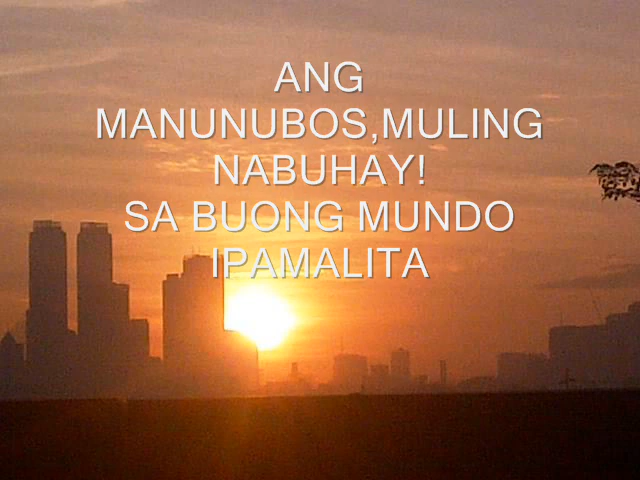 ANG
MANUNUBOS,MULING
NABUHAY!
SA BUONG MUNDO
IPAMALITA